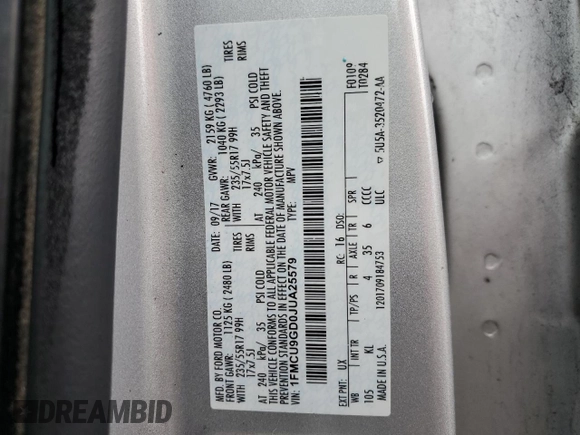 MFD. BY FORD MOTOR CO.
09/17
GVWR: 2159 KG ( 4760 LB)
FRONT GAWR: 1125 KG ( 2480 LB)
REAR GAWR: 1040 KG ( 2293 LB)
WITH 235/55R17 99H TIRES
WITH 235/55R17 99H TIRES
17x7.5J RIMS
17x7.5J RIMS
AT 240 kPa/ 35 PSI COLD
AT 240 kPa/ 35 PSI COLD
THIS VEHICLE CONFORMS TO ALL APPLICABLE FEDERAL MOTOR VEHICLE SAFETY AND THEFT
PREVENTION STANDARDS IN EFFECT ON THE DATE OF MANUFACTURE SHOWN ABOVE.
VIN: 1FMCU9GD0JUA25579
TYPE: MPV
F0109
T0284
EXT PNT: UX
RC: 16 DSO:
WB INT TR TP/PS R AXLE TR SPR
105 KL 4 35 6 CCCC
MADE IN U.S.A. 1201709184753 ULC
5U5A-3520472-AA
DREAMBID